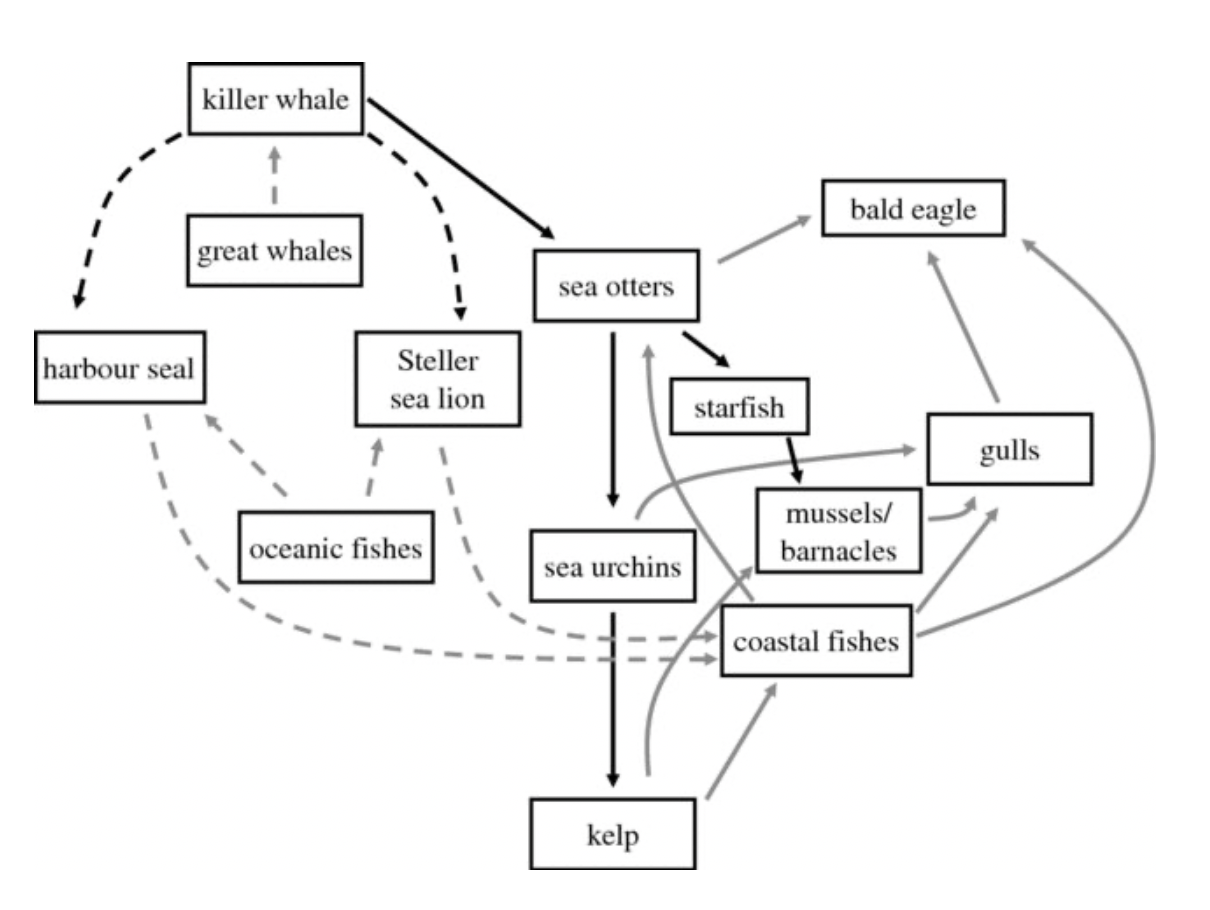 killer whale
great whales
bald eagle
sea otters
harbour seal
Steller
sea lion
starfish
gulls
oceanic fishes
mussels/
barnacles
sea urchins
coastal fishes
kelp